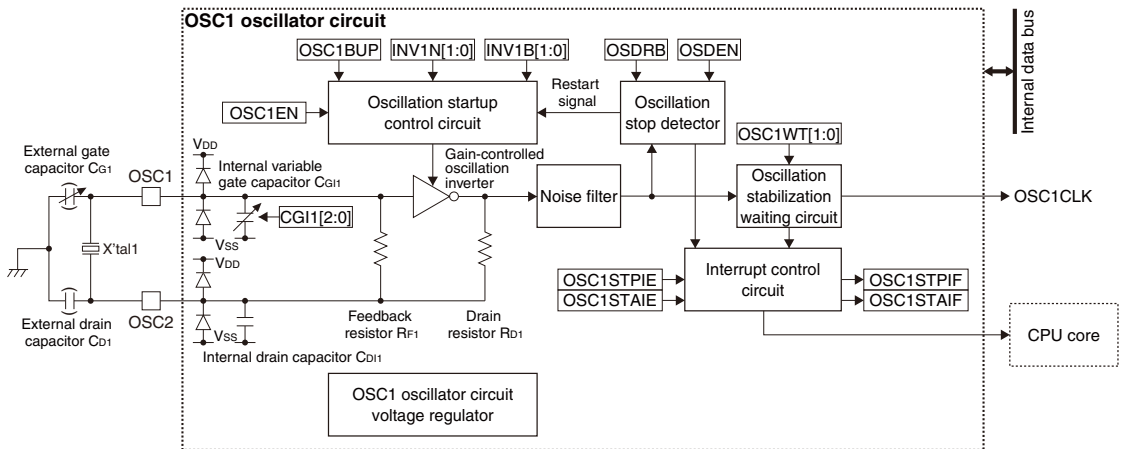 OSC1 oscillator circuit
OSC1BUP
INV1N[1:0]
INV1B[1:0]
OSDRB
OSDEN
Internal data bus
OSC1EN
Oscillation startup
control circuit
Restart
signal
Oscillation
stop detector
OSC1WT[1:0]
External gate
capacitor CG1
OSC1
VDD
Internal variable
gate capacitor CGI1
Gain-controlled
oscillation
inverter
Noise filter
Oscillation
stabilization
waiting circuit
OSC1CLK
CGI1[2:0]
VSS
X'tal1
VDD
Interrupt control
circuit
OSC1STPIE
OSC1STAIE
OSC1STPIF
OSC1STAIF
OSC2
External drain
capacitor CD1
VSS
Feedback
resistor RF1
Drain
resistor RD1
Internal drain capacitor CDI1
CPU core
OSC1 oscillator circuit
voltage regulator